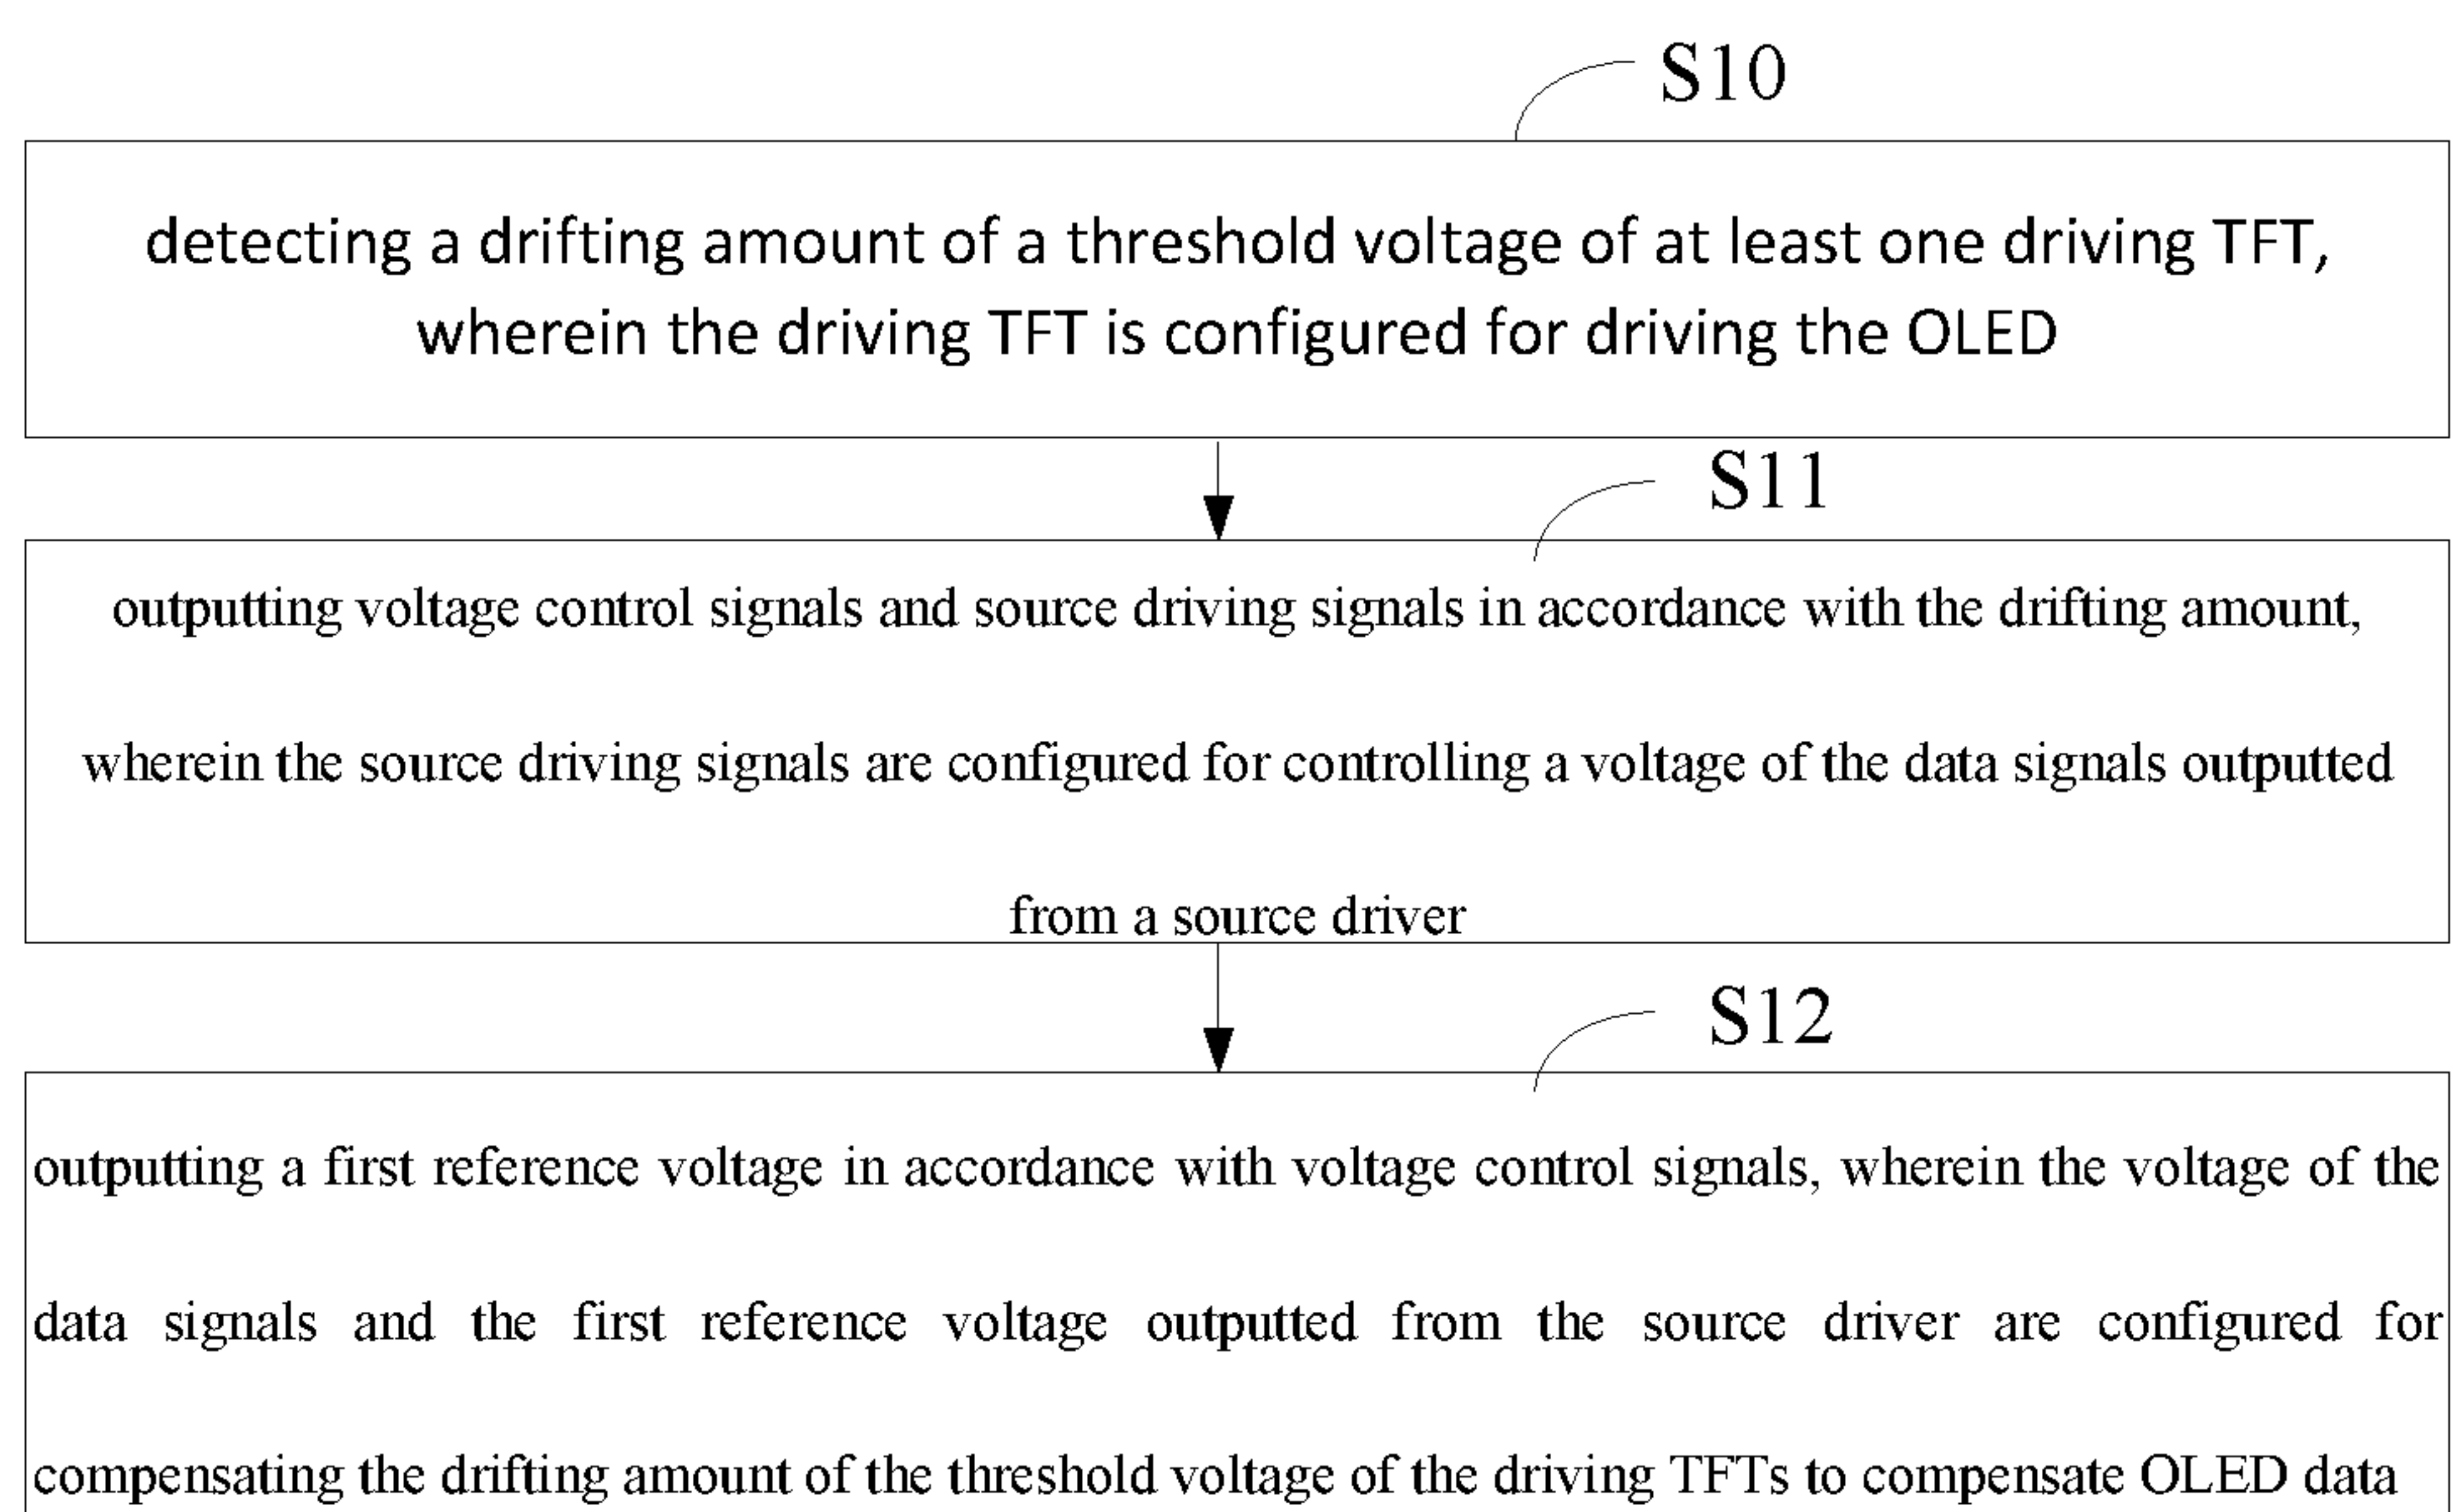 S10
detecting a drifting amount of a threshold voltage of at least one driving TFT,
wherein the driving TFT is configured for driving the OLED
S11
outputting voltage control signals and source driving signals in accordance with the drifting amount,
wherein the source driving signals are configured for controlling a voltage of the data signals outputted
from a source driver
S12
outputting a first reference voltage in accordance with voltage control signals, wherein the voltage of the
data signals and the first reference voltage outputted from the source driver are configured for
compensating the drifting amount of the threshold voltage of the driving TFTs to compensate OLED data